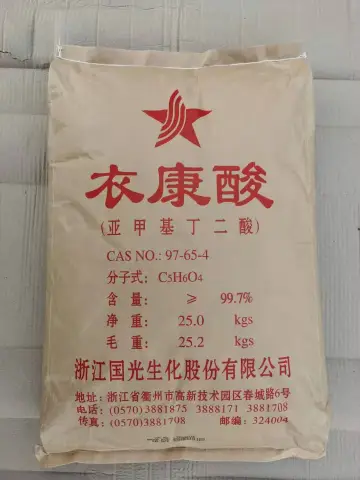 衣康酸
(亚甲基丁二酸)
CAS NO.: 97-65-4
分子式: C5H6O4
含量: ≥ 99.7%
净重: 25.0 kgs
毛重: 25.2 kgs
浙江国光生化股份有限公司
地址: 浙江省衢州市高新技术园区春城路6号
电话: (0570)3881875 3888171 3881708
传真: (0570)3881798 邮编: 324004